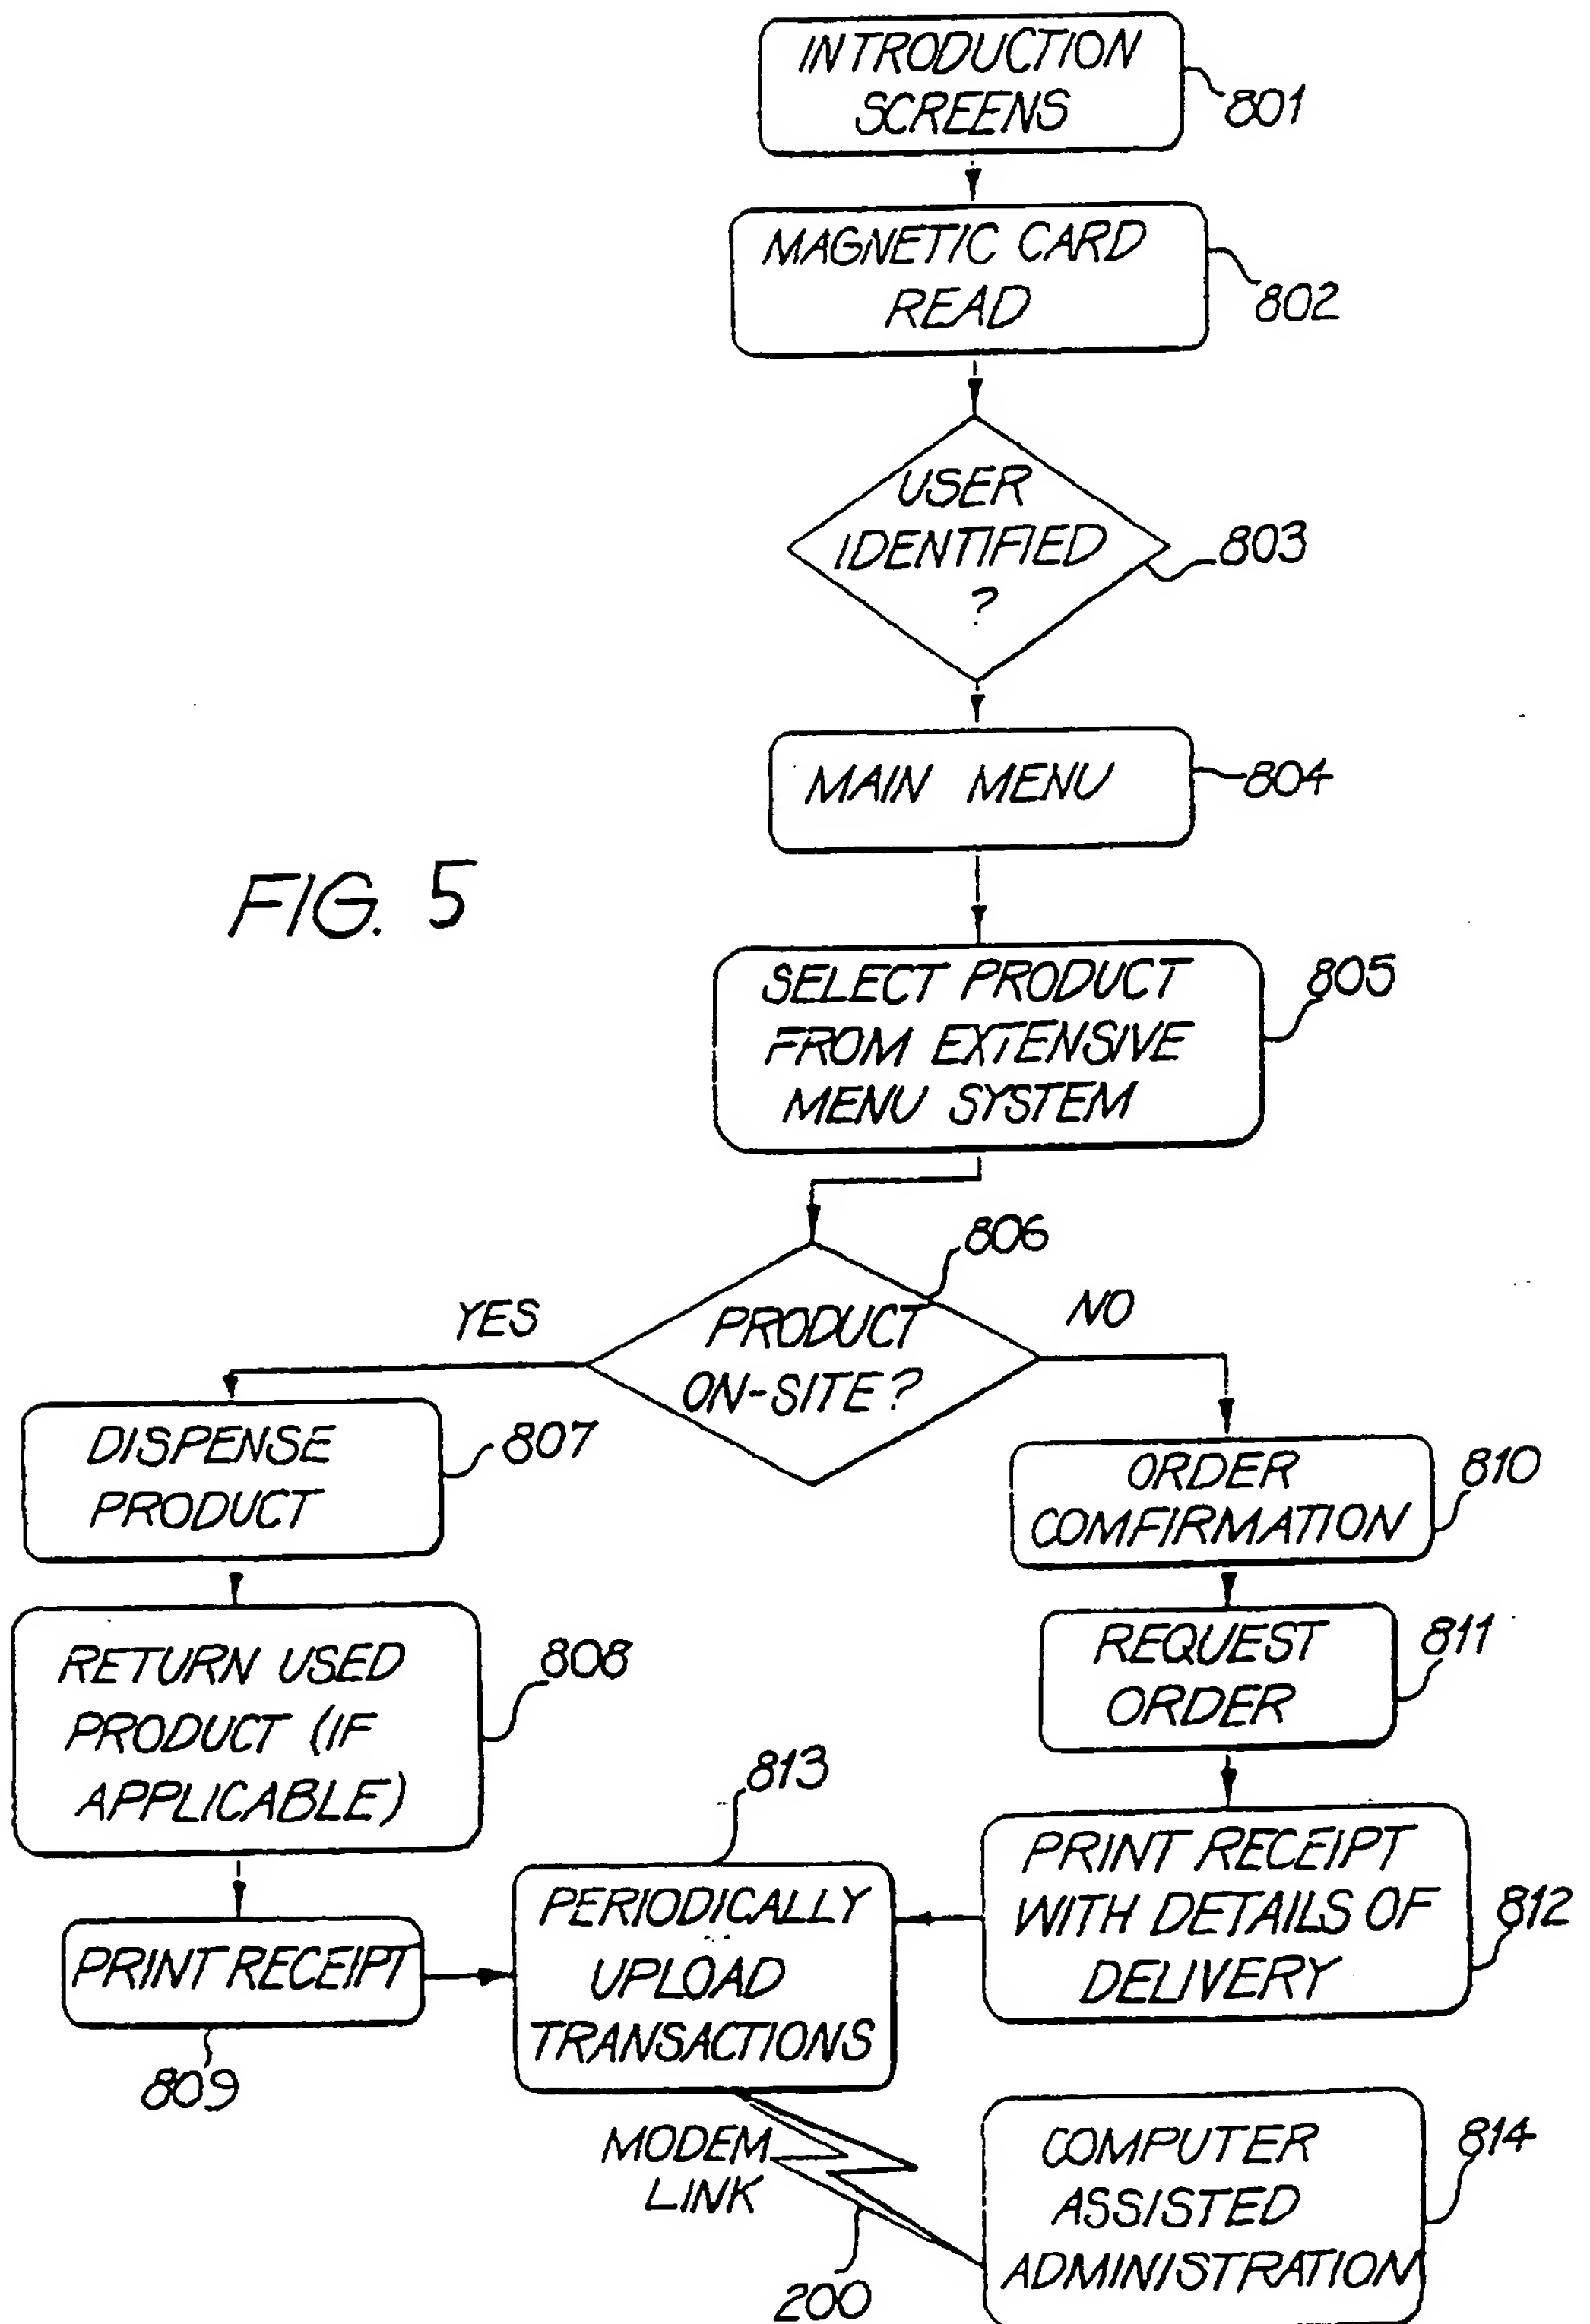 INTRODUCTION
SCREENS
801
MAGNETIC CARD
READ
802
USER
IDENTIFIED
?
803
MAIN MENU
804
FIG. 5
SELECT PRODUCT
FROM EXTENSIVE
MENU SYSTEM
805
806
PRODUCT
ON-SITE?
YES
NO
DISPENSE
PRODUCT
807
ORDER
COMFIRMATION
810
RETURN USED
PRODUCT (IF
APPLICABLE)
808
REQUEST
ORDER
811
813
PRINT RECEIPT
WITH DETAILS OF
DELIVERY
812
PERIODICALLY
UPLOAD
TRANSACTIONS
PRINT RECEIPT
809
MODEM
LINK
200
COMPUTER
ASSISTED
ADMINISTRATION
814